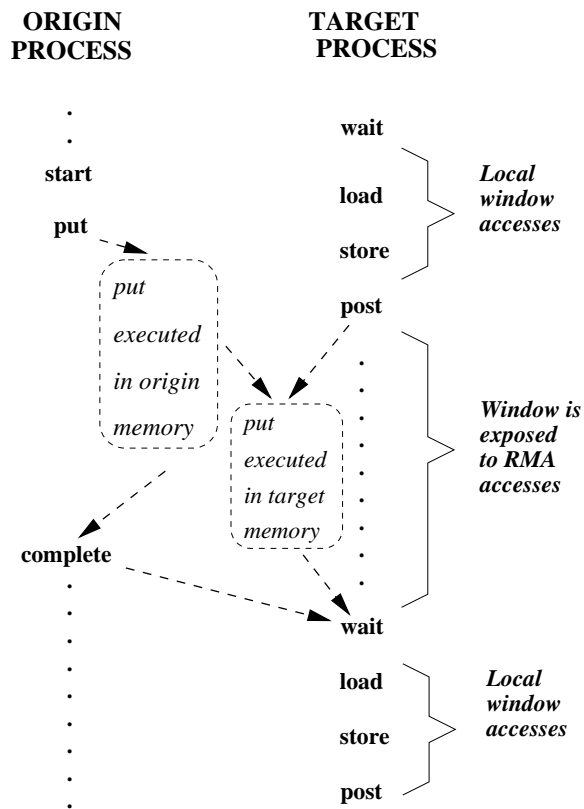 ORIGIN
PROCESS
TARGET
PROCESS
start
put
put
executed
in origin
memory
complete
wait
load
store
post
put
executed
in target
memory
wait
load
store
post
Local
window
accesses
Window is
exposed
to RMA
accesses
Local
window
accesses